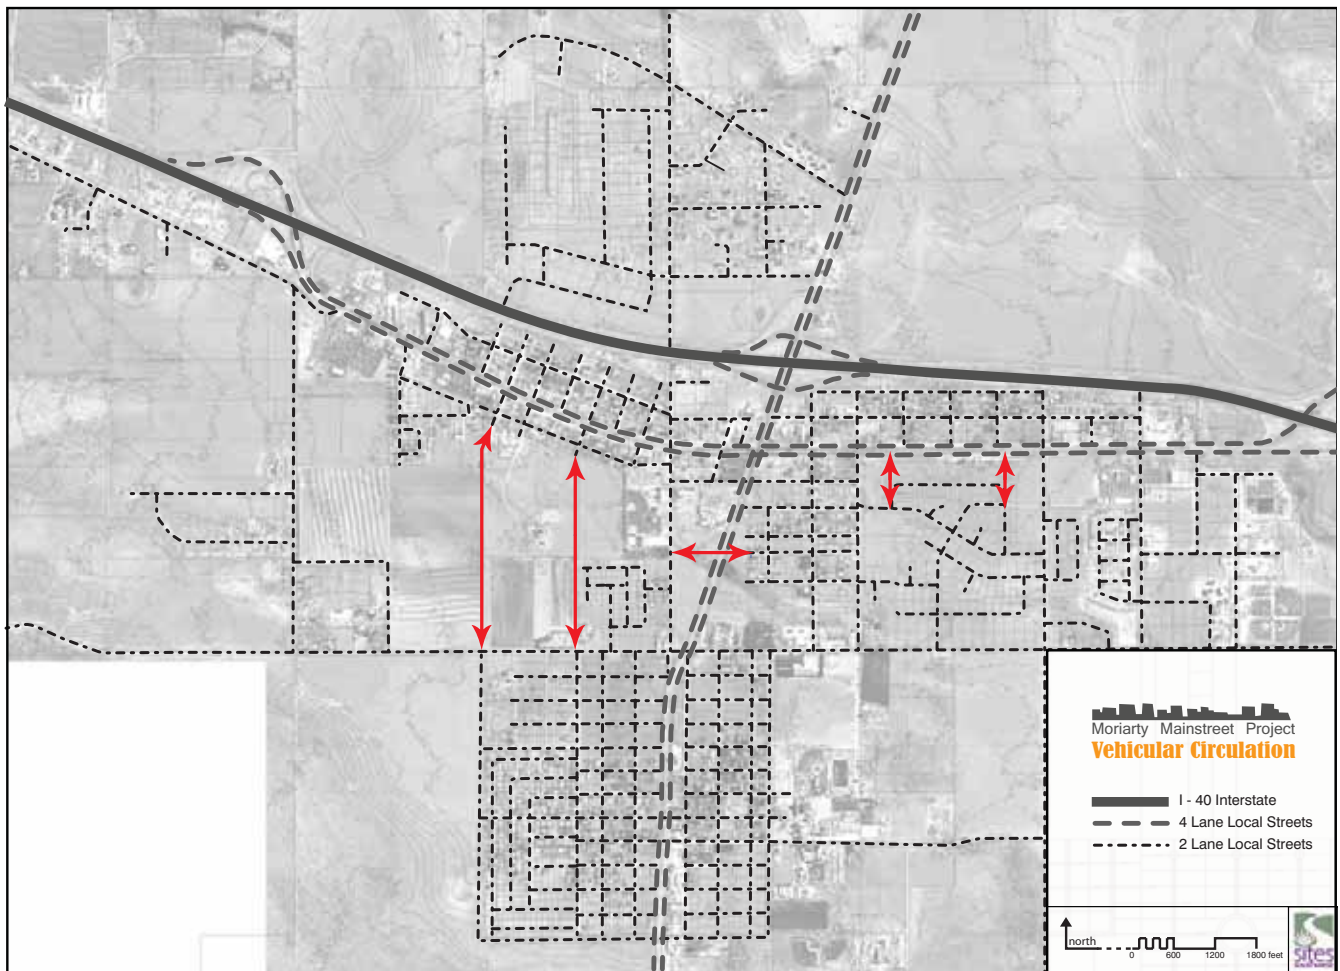 Moriarty Mainstreet Project
Vehicular Circulation
I - 40 Interstate
4 Lane Local Streets
2 Lane Local Streets
north
0 600 1200 1800 feet
sites